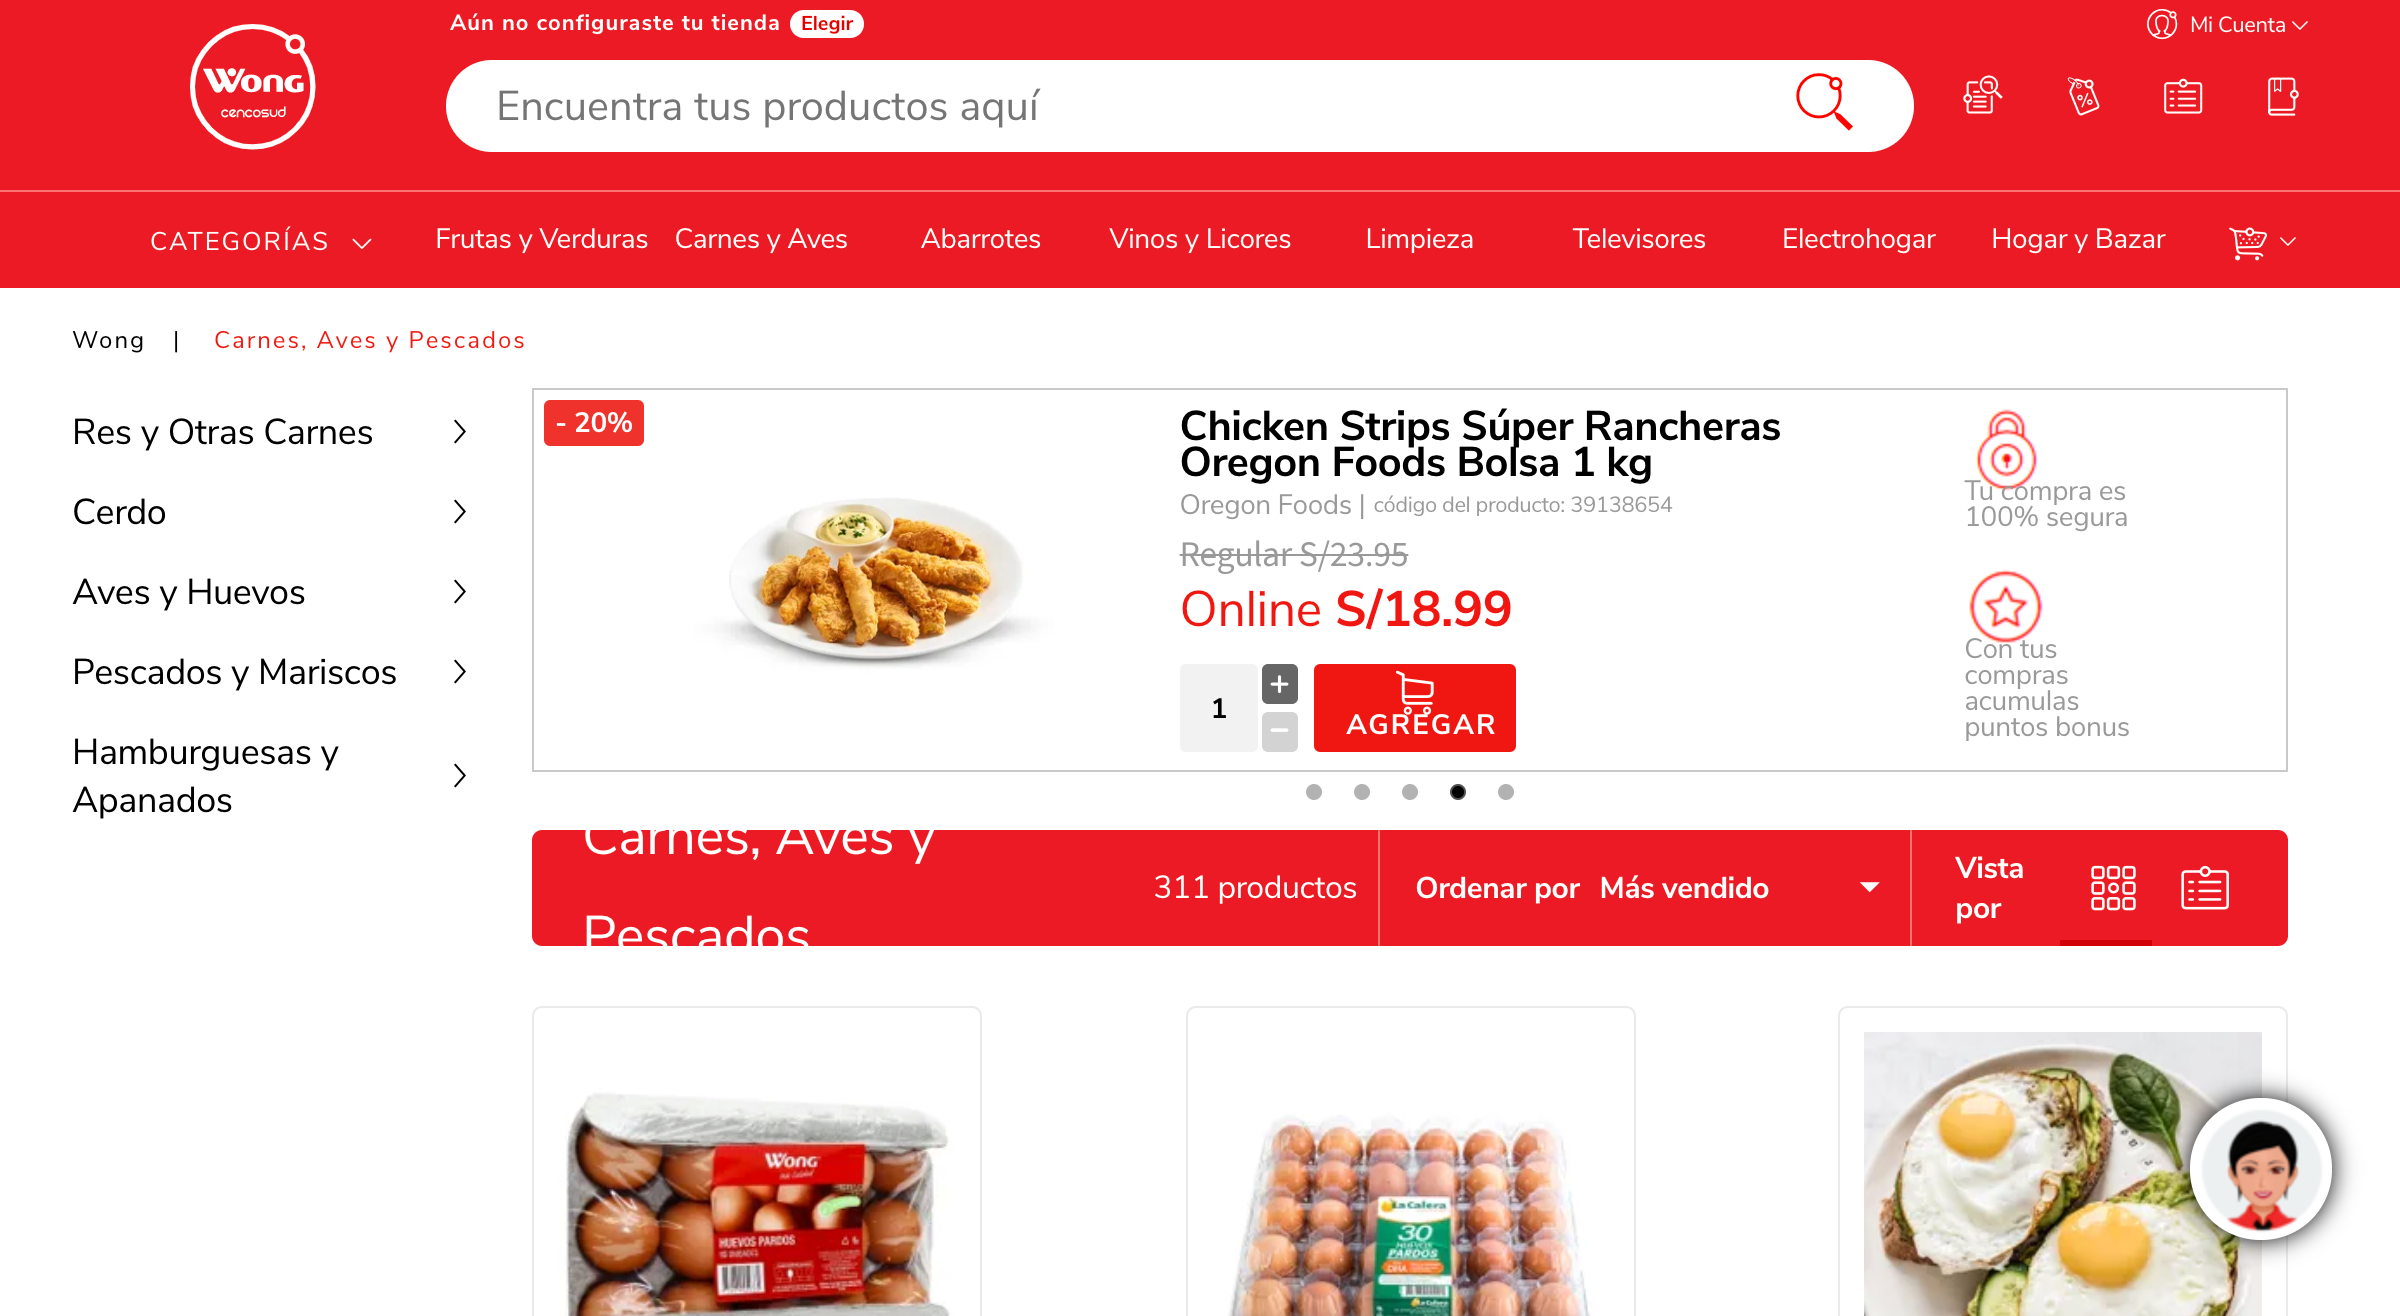 Aún no configuraste tu tienda Elegir
Mi Cuenta
Wong
cencosud
Encuentra tus productos aquí
CATEGORÍAS
Frutas y Verduras
Carnes y Aves
Abarrotes
Vinos y Licores
Limpieza
Televisores
Electrohogar
Hogar y Bazar
Wong | Carnes, Aves y Pescados
Res y Otras Carnes
Cerdo
Aves y Huevos
Pescados y Mariscos
Hamburguesas y
Apanados
- 20%
Chicken Strips Súper Rancheras
Oregon Foods Bolsa 1 kg
Oregon Foods | código del producto: 39138654
Regular S/23.95
Online S/18.99
1
+
−
AGREGAR
Tu compra es
100% segura
Con tus
compras
acumulas
puntos bonus
Carnes, Aves y
Pescados
311 productos
Ordenar por Más vendido
Vista
por
Wong
HUEVOS PARDOS
La Calera
30
HUEVOS
PARDOS
La Calera